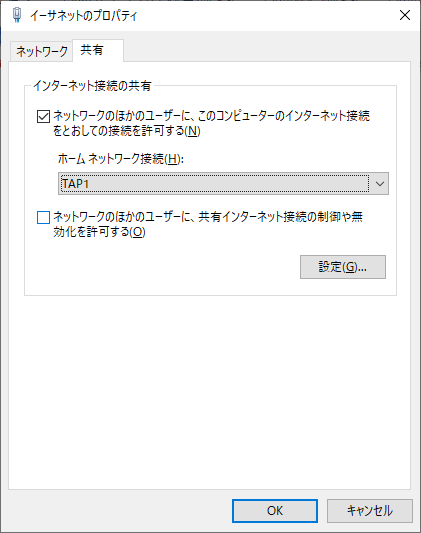 イーサネットのプロパティ
ネットワーク 共有
インターネット接続の共有
ネットワークのほかのユーザーに、このコンピューターのインターネット接続
をとおしての接続を許可する(N)
ホーム ネットワーク接続(H):
TAP1
ネットワークのほかのユーザーに、共有インターネット接続の制御や無
効化を許可する(O)
設定(G)...
OK キャンセル